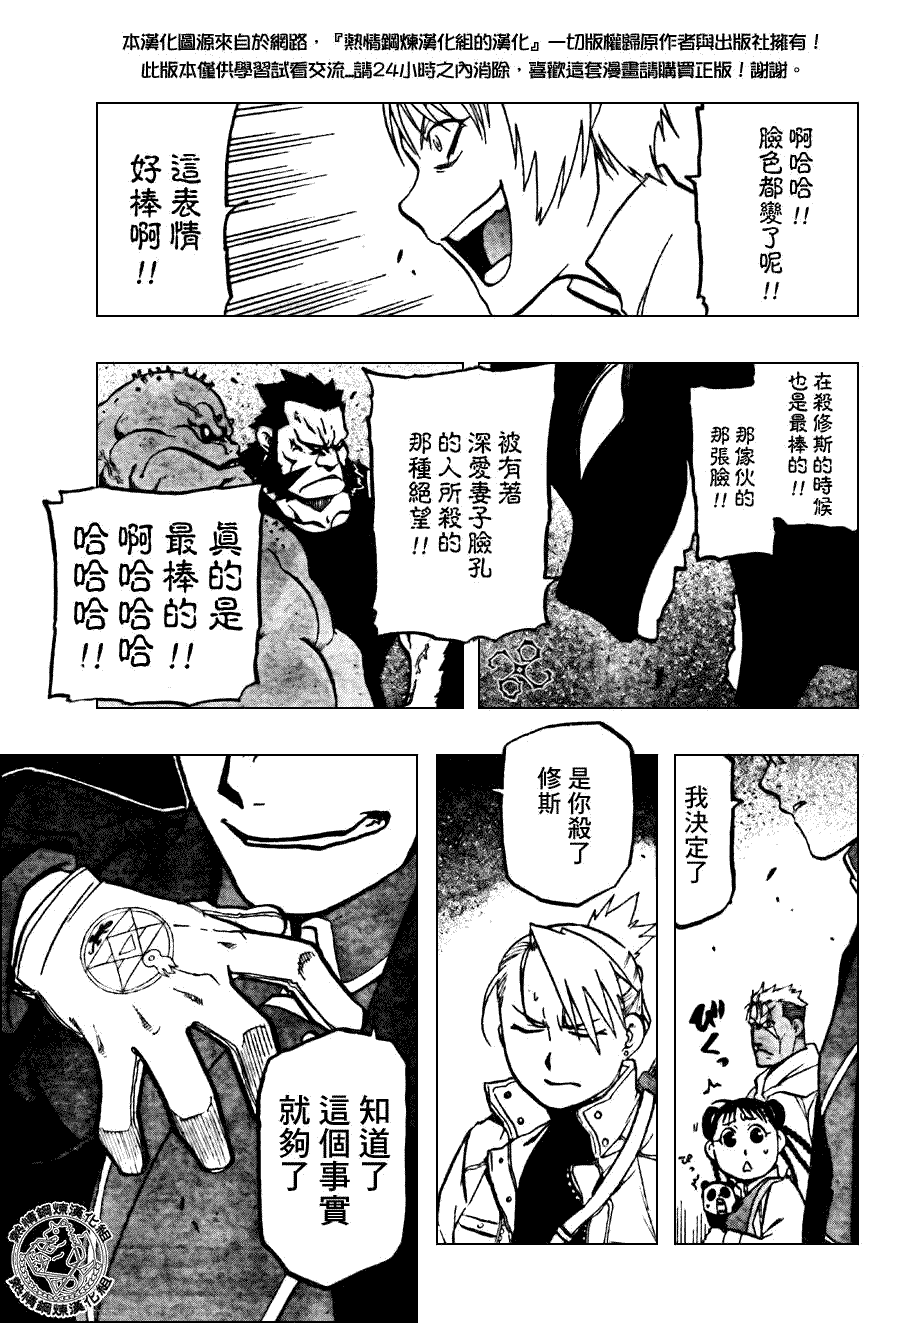 本漢化圖源來自於網路，『熱情鋼煉漢化組的漢化』一切版權歸原作者與出版社擁有！
此版本僅供學習試看交流…請24小時之內消除，喜歡這套漫畫請購買正版！謝謝。
啊哈哈!!
臉色都變了呢!!
這表情
好棒啊!!
在殺修斯的時候
也是最棒的!!
那傢伙的
那張臉!!
被有著
深愛妻子臉孔
的人所殺的
那種絕望!!
真的是
最棒的!!
啊哈哈哈
哈哈哈!!
我決定了
びくっ
是你殺了
修斯
知道了
這個事實
就夠了
熱情鋼煉漢化組
熱情鋼煉漢化組